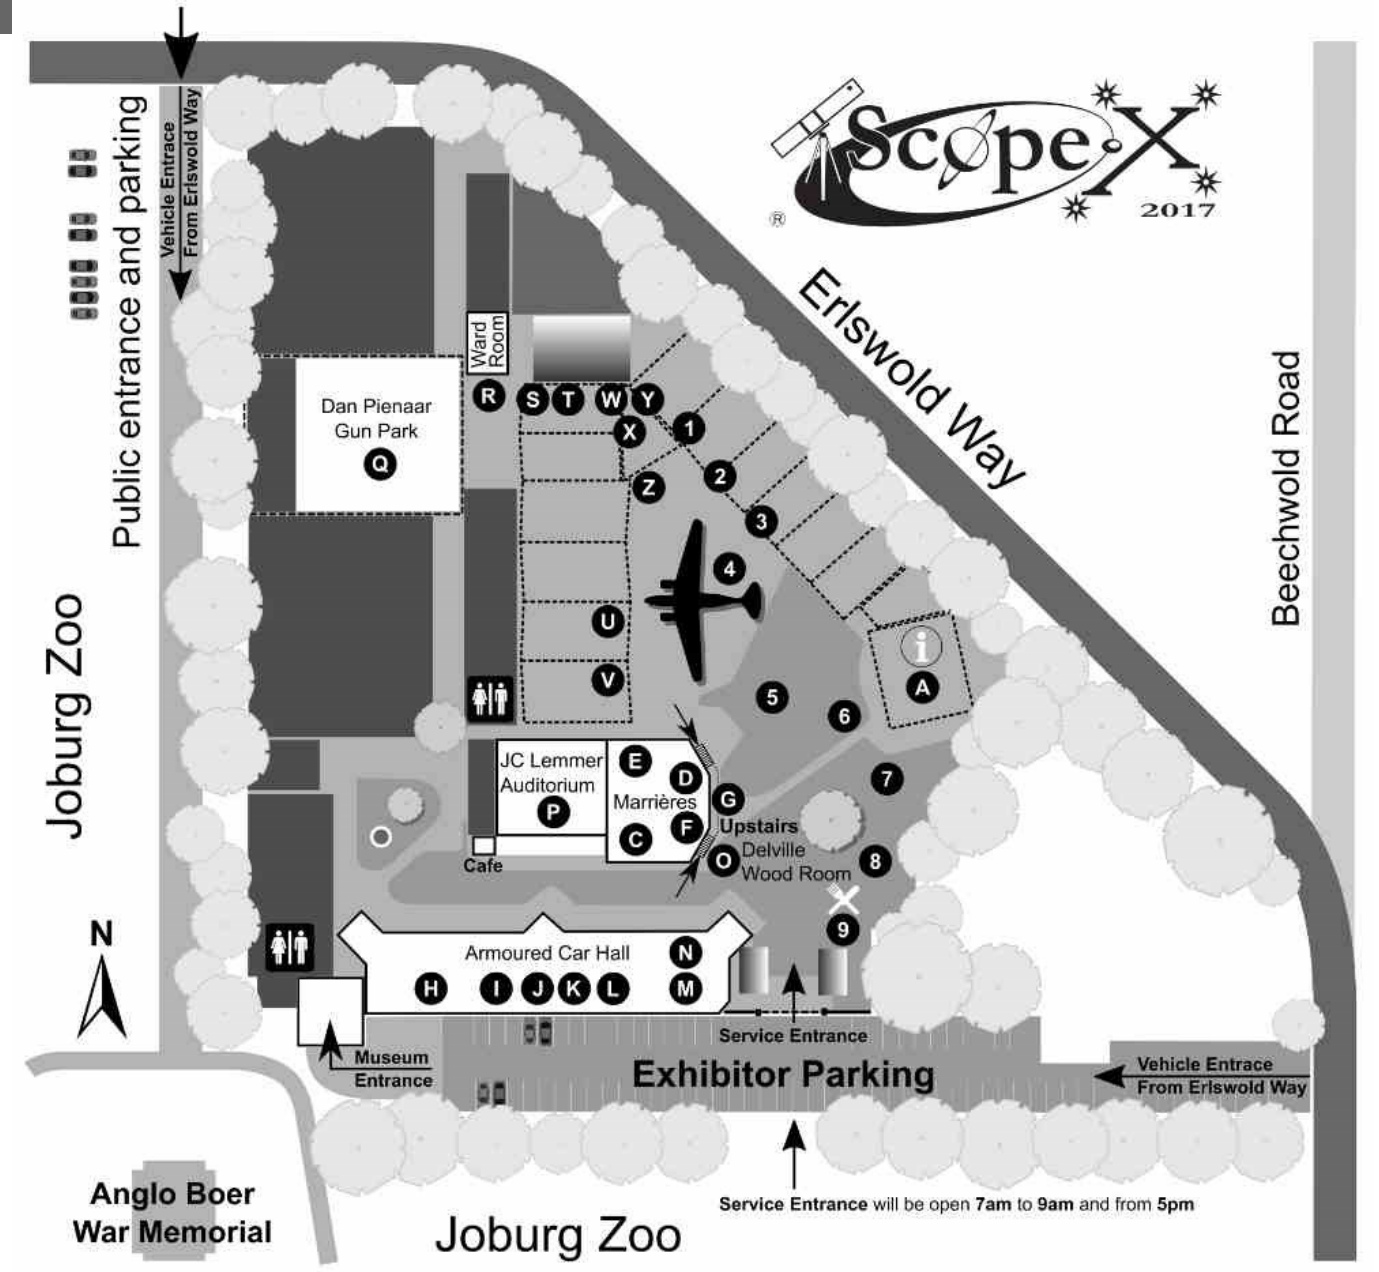 Scope X
®
2017
Public entrance and parking
Vehicle Entrace
From Erlswold Way
Erlswold Way
Beechwold Road
Ward
Room
R
S
T
W
Y
X
1
Dan Pienaar
Gun Park
Q
Z
2
3
4
U
V
i
A
5
6
7
8
9
JC Lemmer
Auditorium
P
E
D
Marrières
C
F
G
Upstairs
O
Delville
Wood Room
Cafe
Joburg Zoo
N
Armoured Car Hall
N
H
I
J
K
L
M
Service Entrance
Museum
Entrance
Exhibitor Parking
Vehicle Entrace
From Erlswold Way
Service Entrance will be open 7am to 9am and from 5pm
Anglo Boer
War Memorial
Joburg Zoo